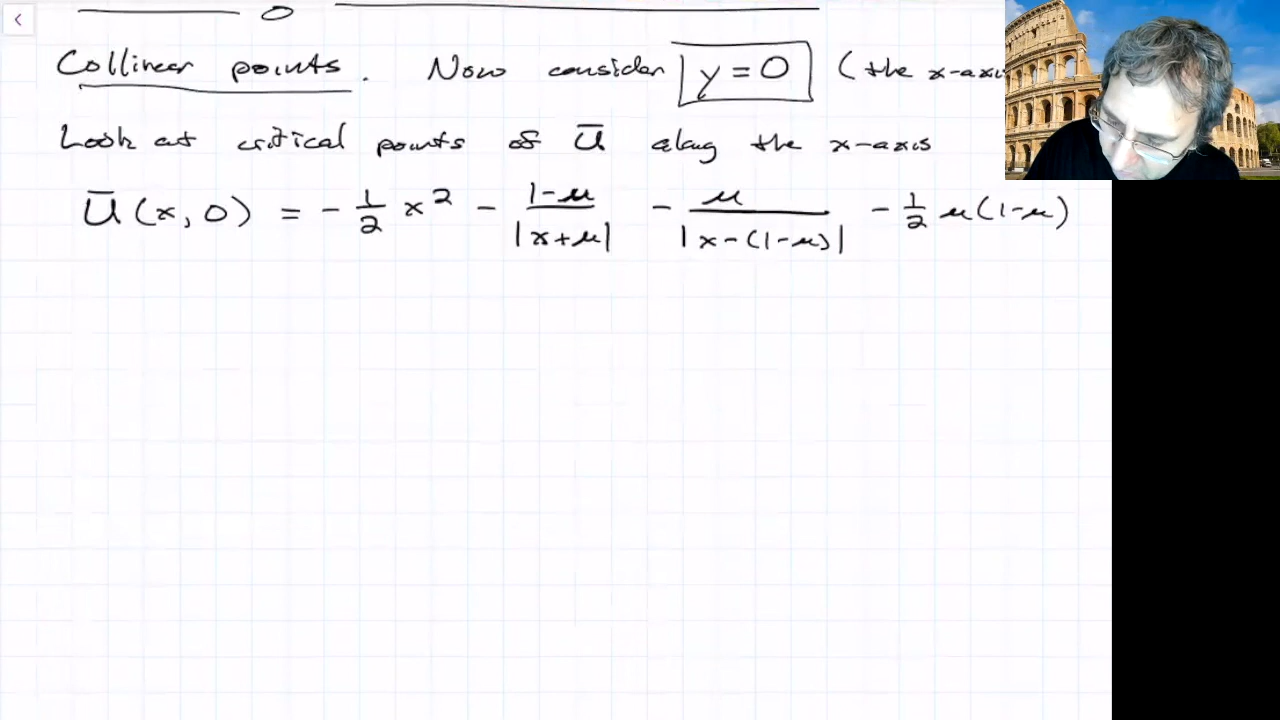 Collinear points. Now consider y = 0 (the x-axis
Look at critical points of Ū along the x-axis
Ū(x, 0) = - 1/2 x² - (1-μ)/|x+μ| - μ/|x-(1-μ)| - 1/2 μ(1-μ)